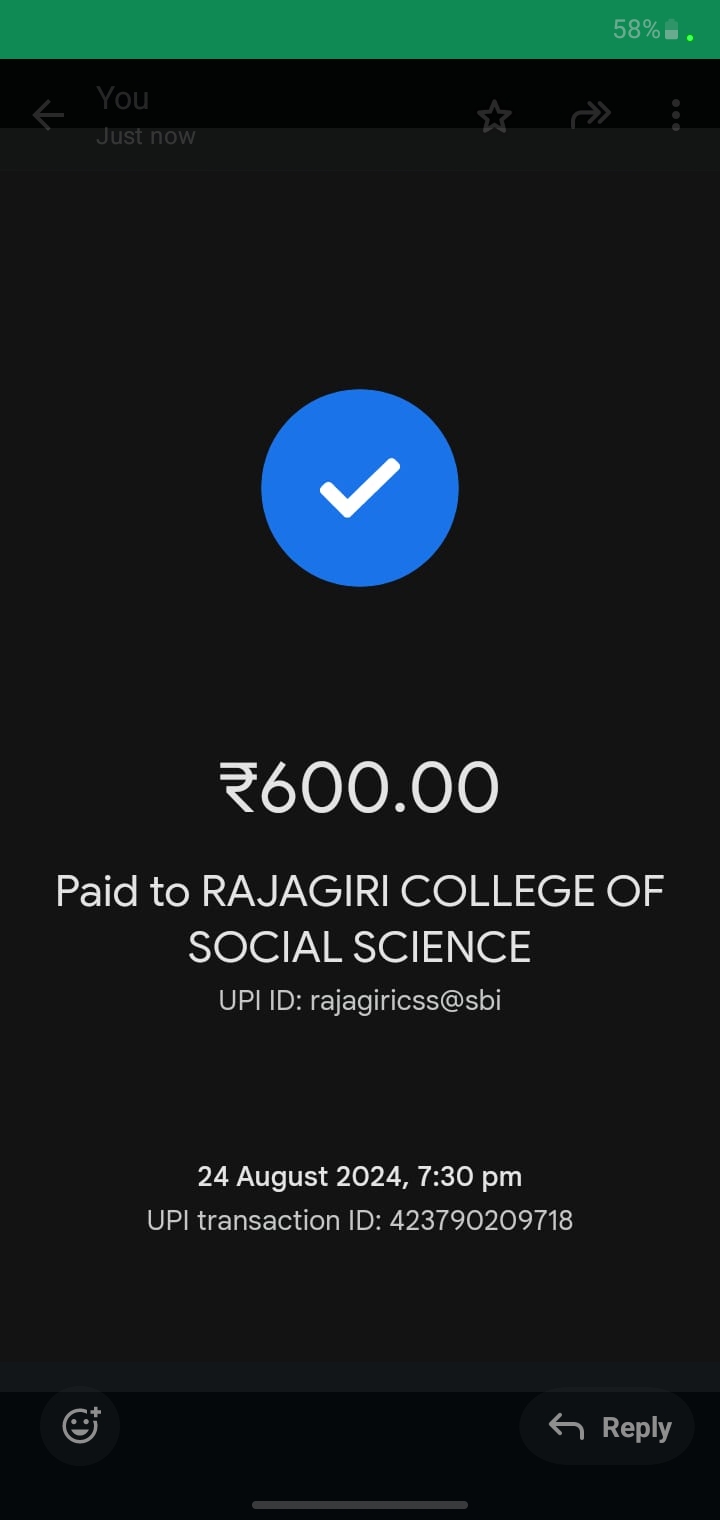 58%
You
Just now
₹600.00
Paid to RAJAGIRI COLLEGE OF
SOCIAL SCIENCE
UPI ID: rajagiricss@sbi
24 August 2024, 7:30 pm
UPI transaction ID: 423790209718
Reply